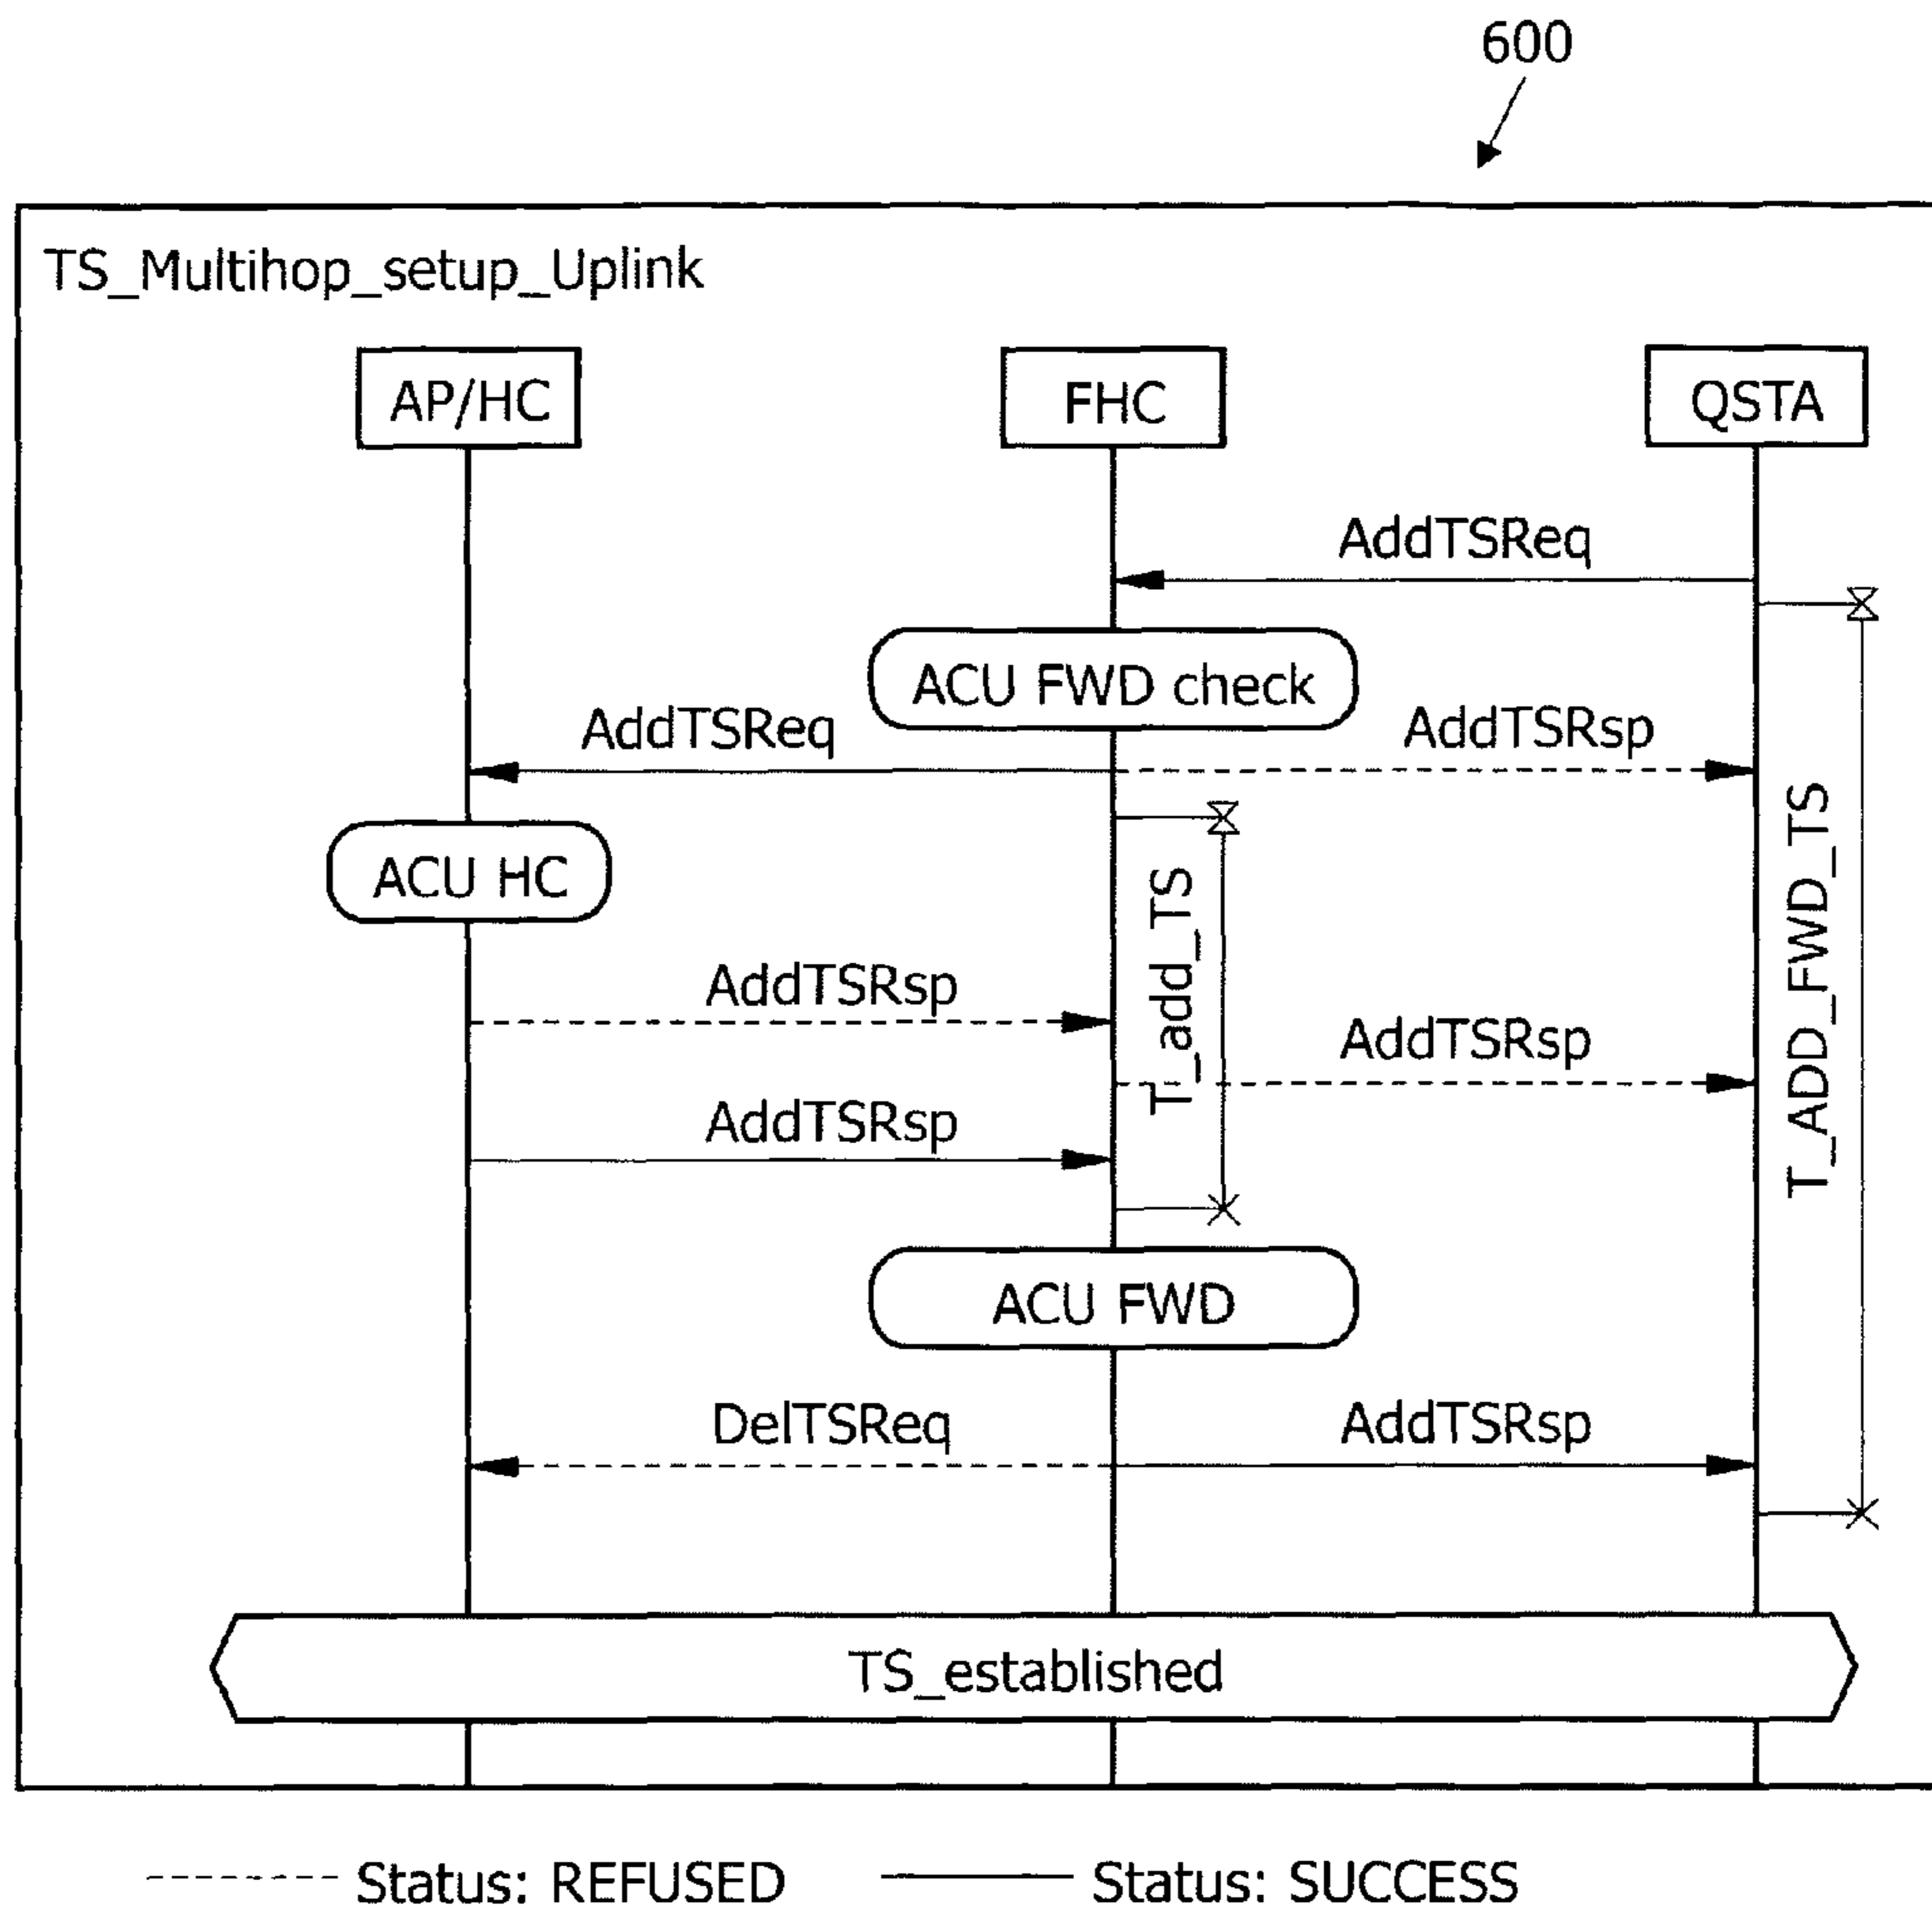 600
TS_Multihop_setup_Uplink
AP/HC
FHC
QSTA
AddTSReq
ACU FWD check
AddTSReq
AddTSRsp
ACU HC
T_add_TS
T_ADD_FWD_TS
AddTSRsp
AddTSRsp
AddTSRsp
ACU FWD
DelTSReq
AddTSRsp
TS_established
Status: REFUSED
Status: SUCCESS